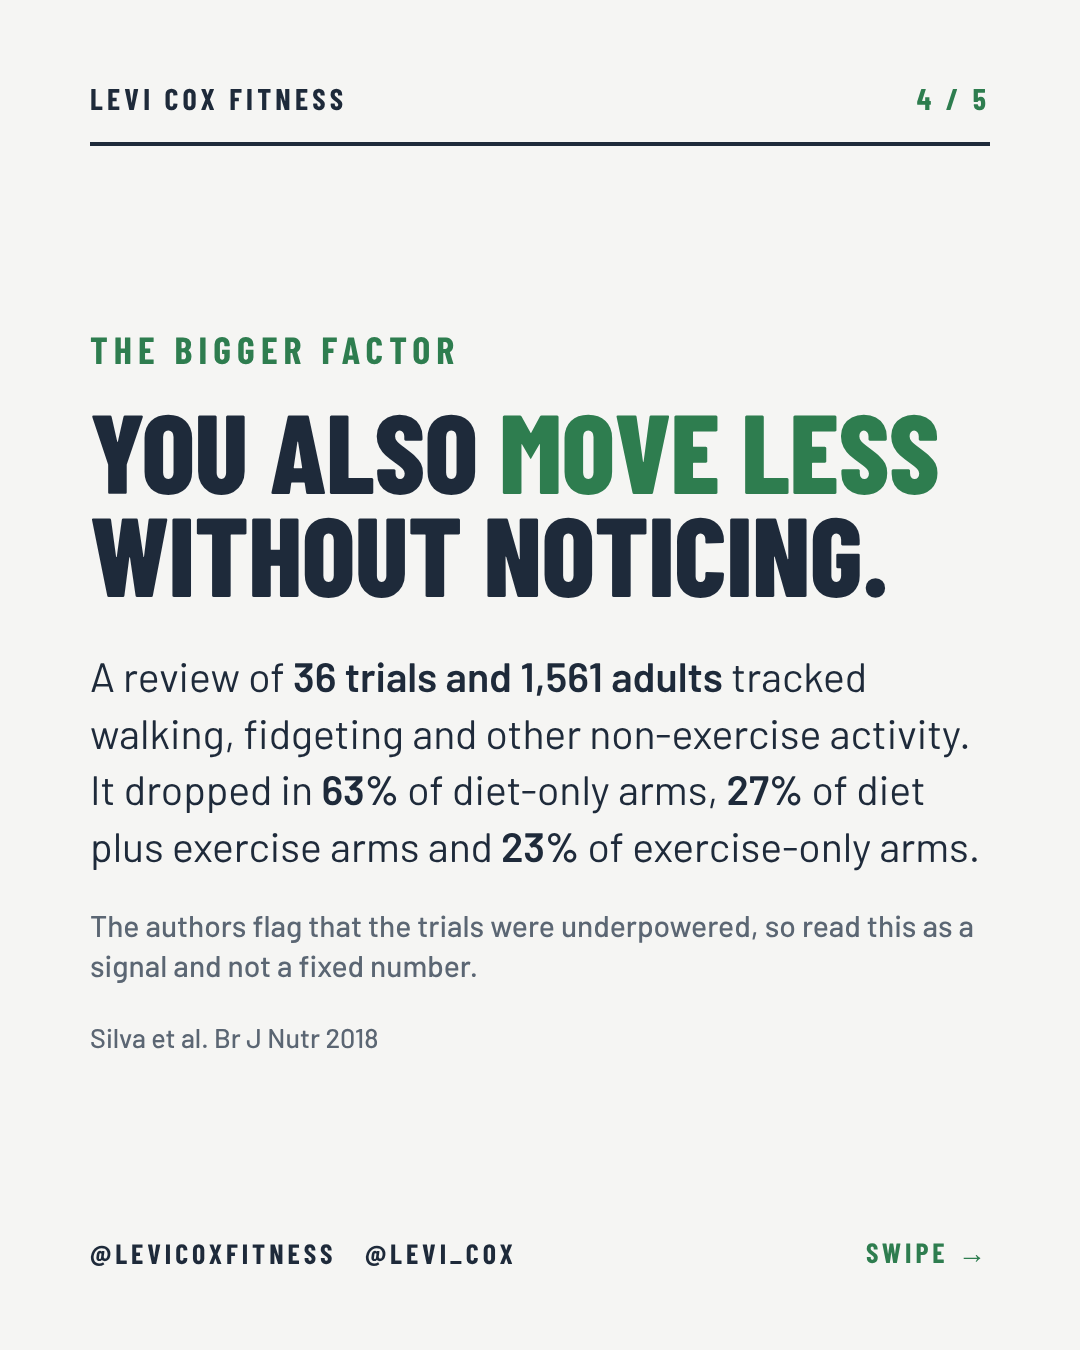 LEVI COX FITNESS
4 / 5
THE BIGGER FACTOR
YOU ALSO MOVE LESS
WITHOUT NOTICING.
A review of 36 trials and 1,561 adults tracked
walking, fidgeting and other non-exercise activity.
It dropped in 63% of diet-only arms, 27% of diet
plus exercise arms and 23% of exercise-only arms.
The authors flag that the trials were underpowered, so read this as a
signal and not a fixed number.
Silva et al. Br J Nutr 2018
@LEVICOXFITNESS @LEVI_COX
SWIPE →